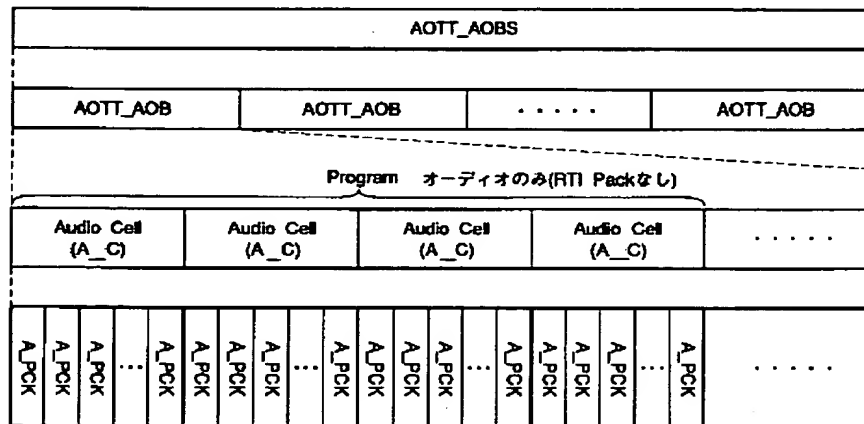 AOTT_AOBS
AOTT_AOB AOTT_AOB ・・・・・ AOTT_AOB
Program オーディオのみ(RTI Packなし)
Audio Cell Audio Cell Audio Cell Audio Cell ・・・・・
(A_C) (A_C) (A_C) (A_C)
A_PCK A_PCK A_PCK ... A_PCK A_PCK A_PCK A_PCK ... A_PCK A_PCK A_PCK A_PCK ... A_PCK A_PCK A_PCK A_PCK ... A_PCK ・・・・・